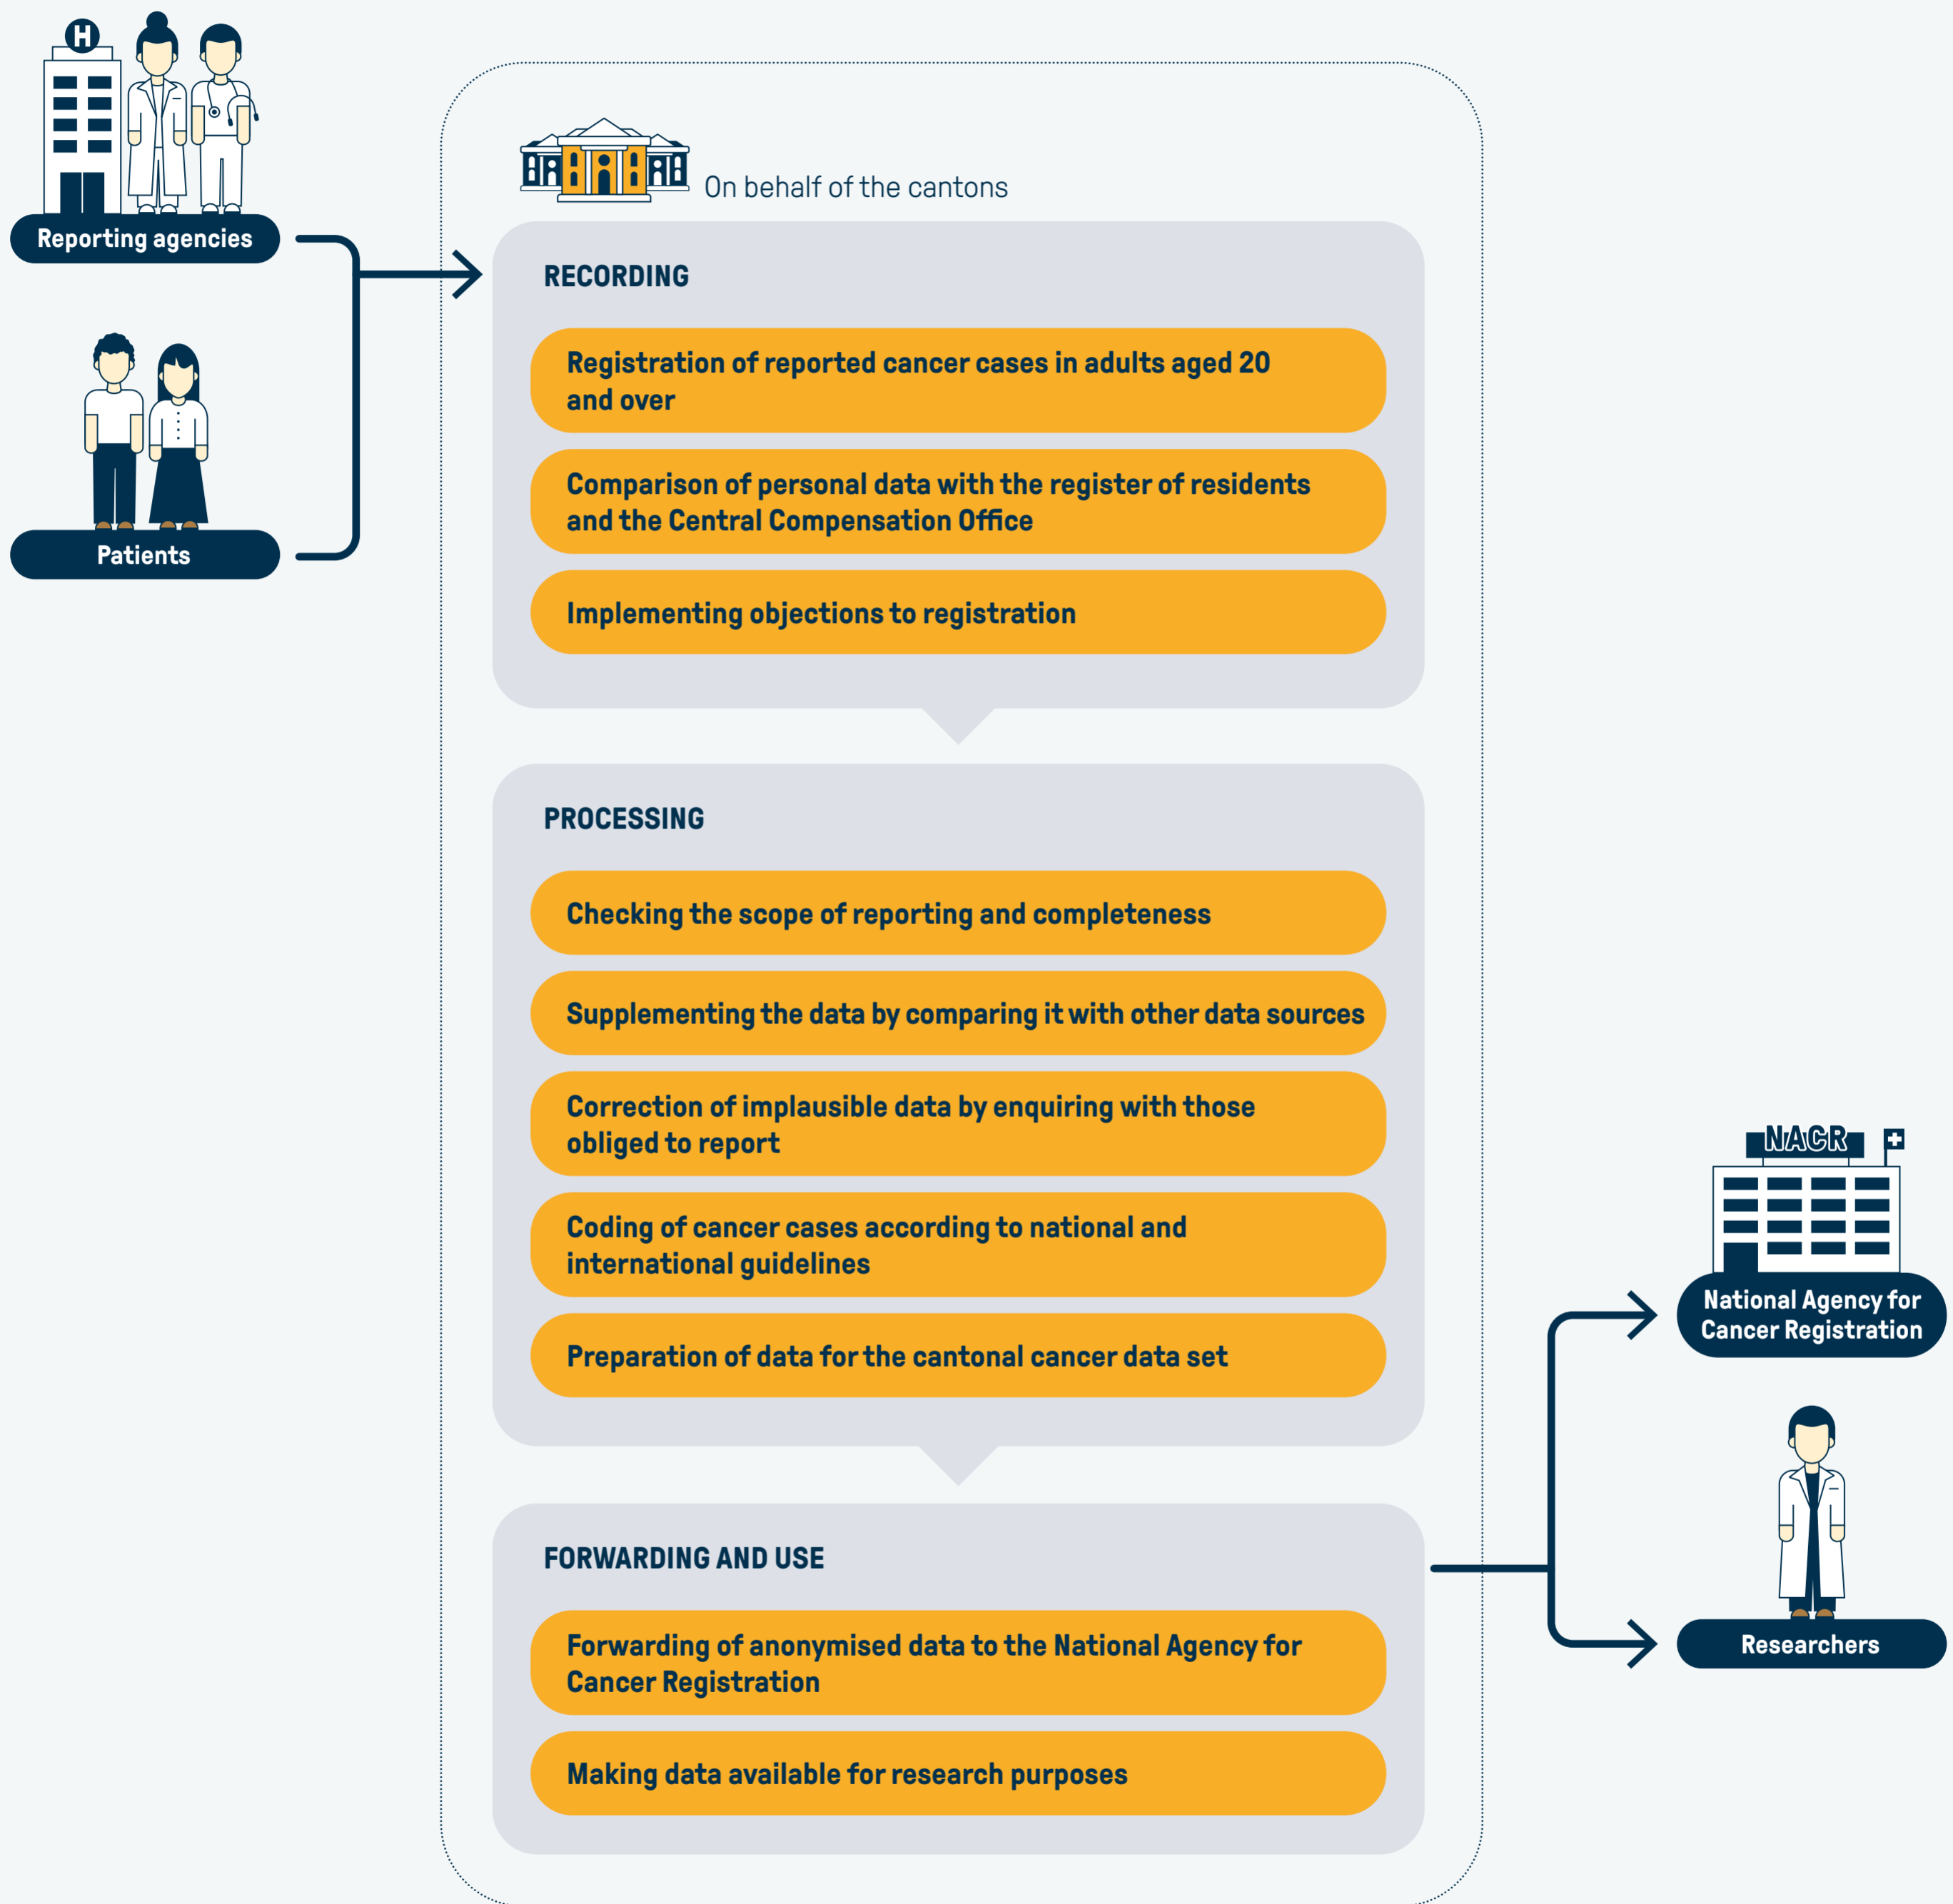 H
Reporting agencies
Patients
On behalf of the cantons
RECORDING
Registration of reported cancer cases in adults aged 20
and over
Comparison of personal data with the register of residents
and the Central Compensation Office
Implementing objections to registration
PROCESSING
Checking the scope of reporting and completeness
Supplementing the data by comparing it with other data sources
Correction of implausible data by enquiring with those
obliged to report
Coding of cancer cases according to national and
international guidelines
Preparation of data for the cantonal cancer data set
FORWARDING AND USE
Forwarding of anonymised data to the National Agency for
Cancer Registration
Making data available for research purposes
NACR
National Agency for
Cancer Registration
Researchers